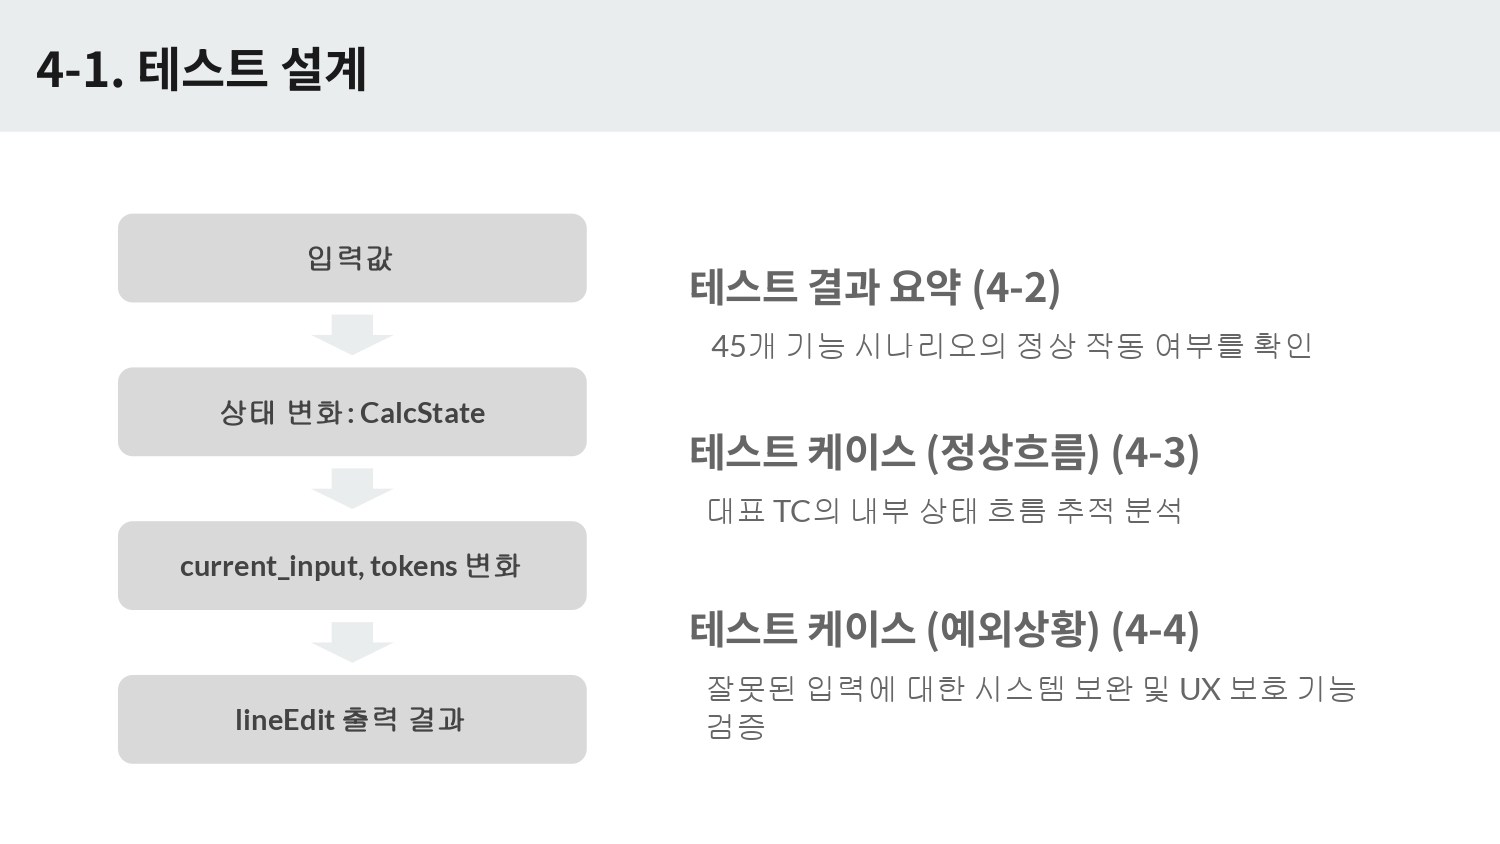 4-1. 테스트 설계
입력값
상태 변화: CalcState
current_input, tokens 변화
lineEdit 출력 결과
테스트 결과 요약 (4-2)
45개 기능 시나리오의 정상 작동 여부를 확인
테스트 케이스 (정상흐름) (4-3)
대표 TC의 내부 상태 흐름 추적 분석
테스트 케이스 (예외상황) (4-4)
잘못된 입력에 대한 시스템 보완 및 UX 보호 기능
검증